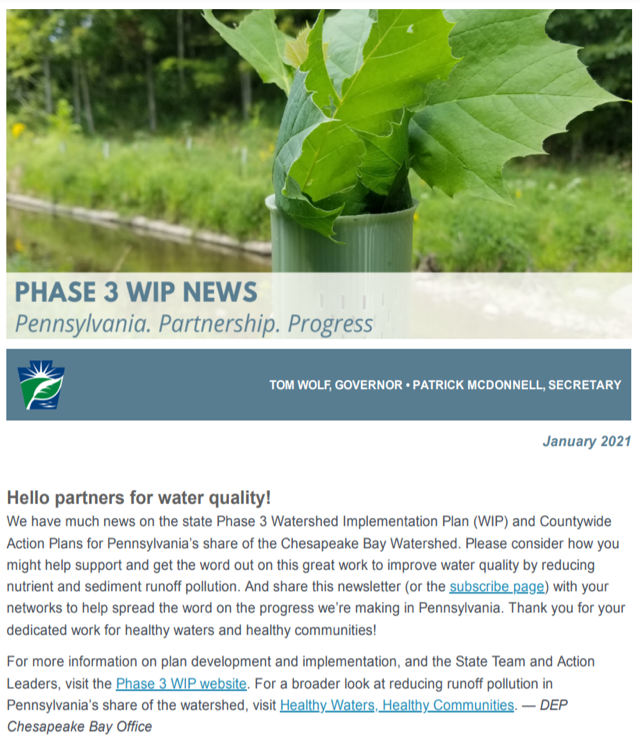 PHASE 3 WIP NEWS
Pennsylvania. Partnership. Progress
TOM WOLF, GOVERNOR • PATRICK MCDONNELL, SECRETARY
January 2021
Hello partners for water quality!
We have much news on the state Phase 3 Watershed Implementation Plan (WIP) and Countywide
Action Plans for Pennsylvania's share of the Chesapeake Bay Watershed. Please consider how you
might help support and get the word out on this great work to improve water quality by reducing
nutrient and sediment runoff pollution. And share this newsletter (or the subscribe page) with your
networks to help spread the word on the progress we're making in Pennsylvania. Thank you for your
dedicated work for healthy waters and healthy communities!
For more information on plan development and implementation, and the State Team and Action
Leaders, visit the Phase 3 WIP website. For a broader look at reducing runoff pollution in
Pennsylvania's share of the watershed, visit Healthy Waters, Healthy Communities. — DEP
Chesapeake Bay Office